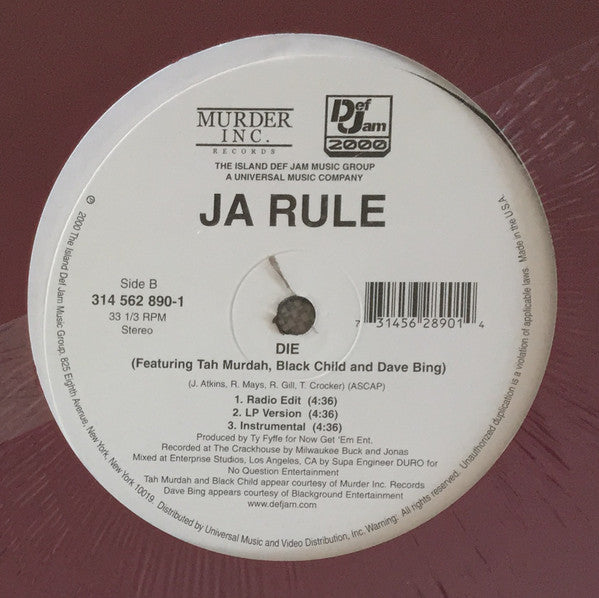 MURDER
INC.
RECORDS
Def
Jam
2000
THE ISLAND DEF JAM MUSIC GROUP
A UNIVERSAL MUSIC COMPANY
JA RULE
Side B
314 562 890-1
33 1/3 RPM
Stereo
7 31456 28901 4
DIE
(Featuring Tah Murdah, Black Child and Dave Bing)
(J. Atkins, R. Mays, R. Gill, T. Crocker) (ASCAP)
1. Radio Edit (4:36)
2. LP Version (4:36)
3. Instrumental (4:36)
Produced by Ty Fyffe for Now Get 'Em Ent.
Recorded at The Crackhouse by Milwaukee Buck and Jonas
Mixed at Enterprise Studios, Los Angeles, CA by Supa Engineer DURO for
No Question Entertainment
Tah Murdah and Black Child appear courtesy of Murder Inc. Records
Dave Bing appears courtesy of Blackground Entertainment
www.defjam.com
℗ 2000 The Island Def Jam Music Group, 825 Eighth Avenue, New York, New York 10019. Distributed by Universal Music and Video Distribution, Inc. Warning: All rights reserved. Unauthorized duplication is a violation of applicable laws. Made in the U.S.A.